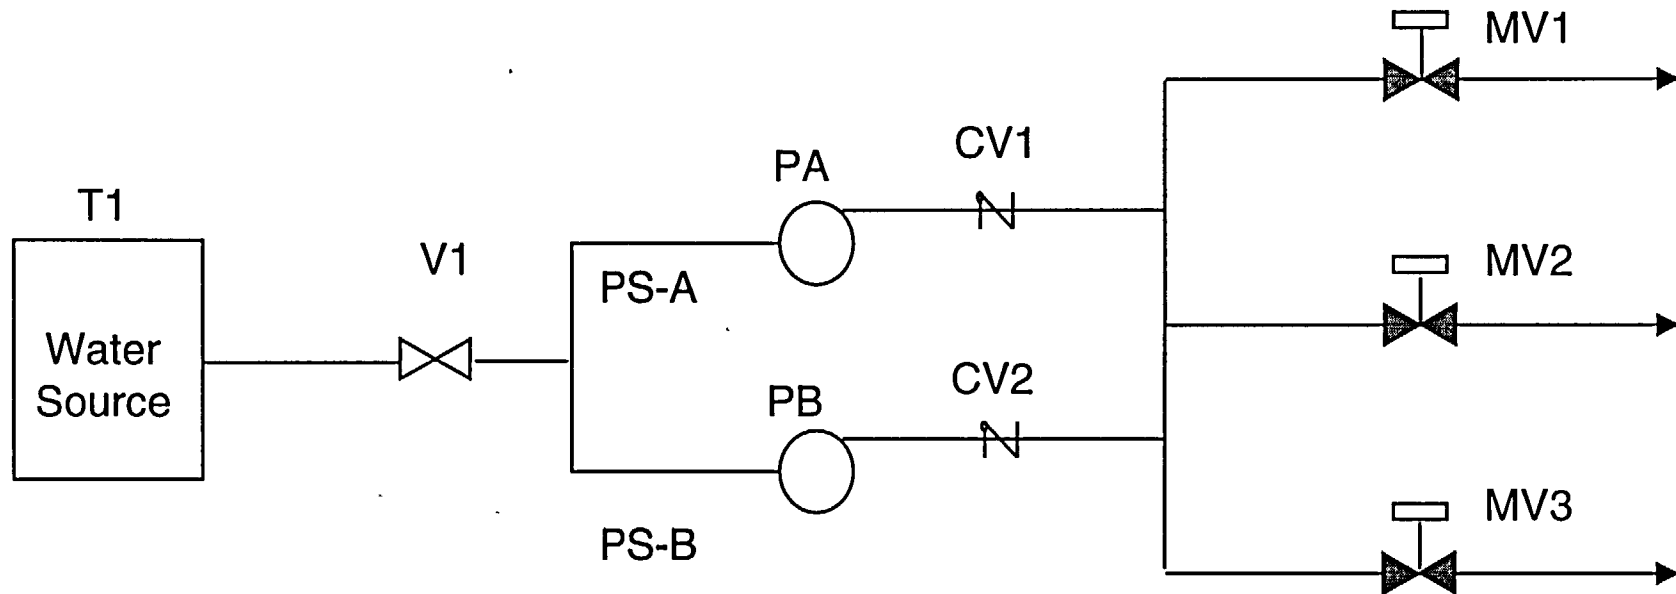 MV1
CV1
PA
T1
V1
MV2
PS-A
Water
Source
CV2
PB
MV3
PS-B